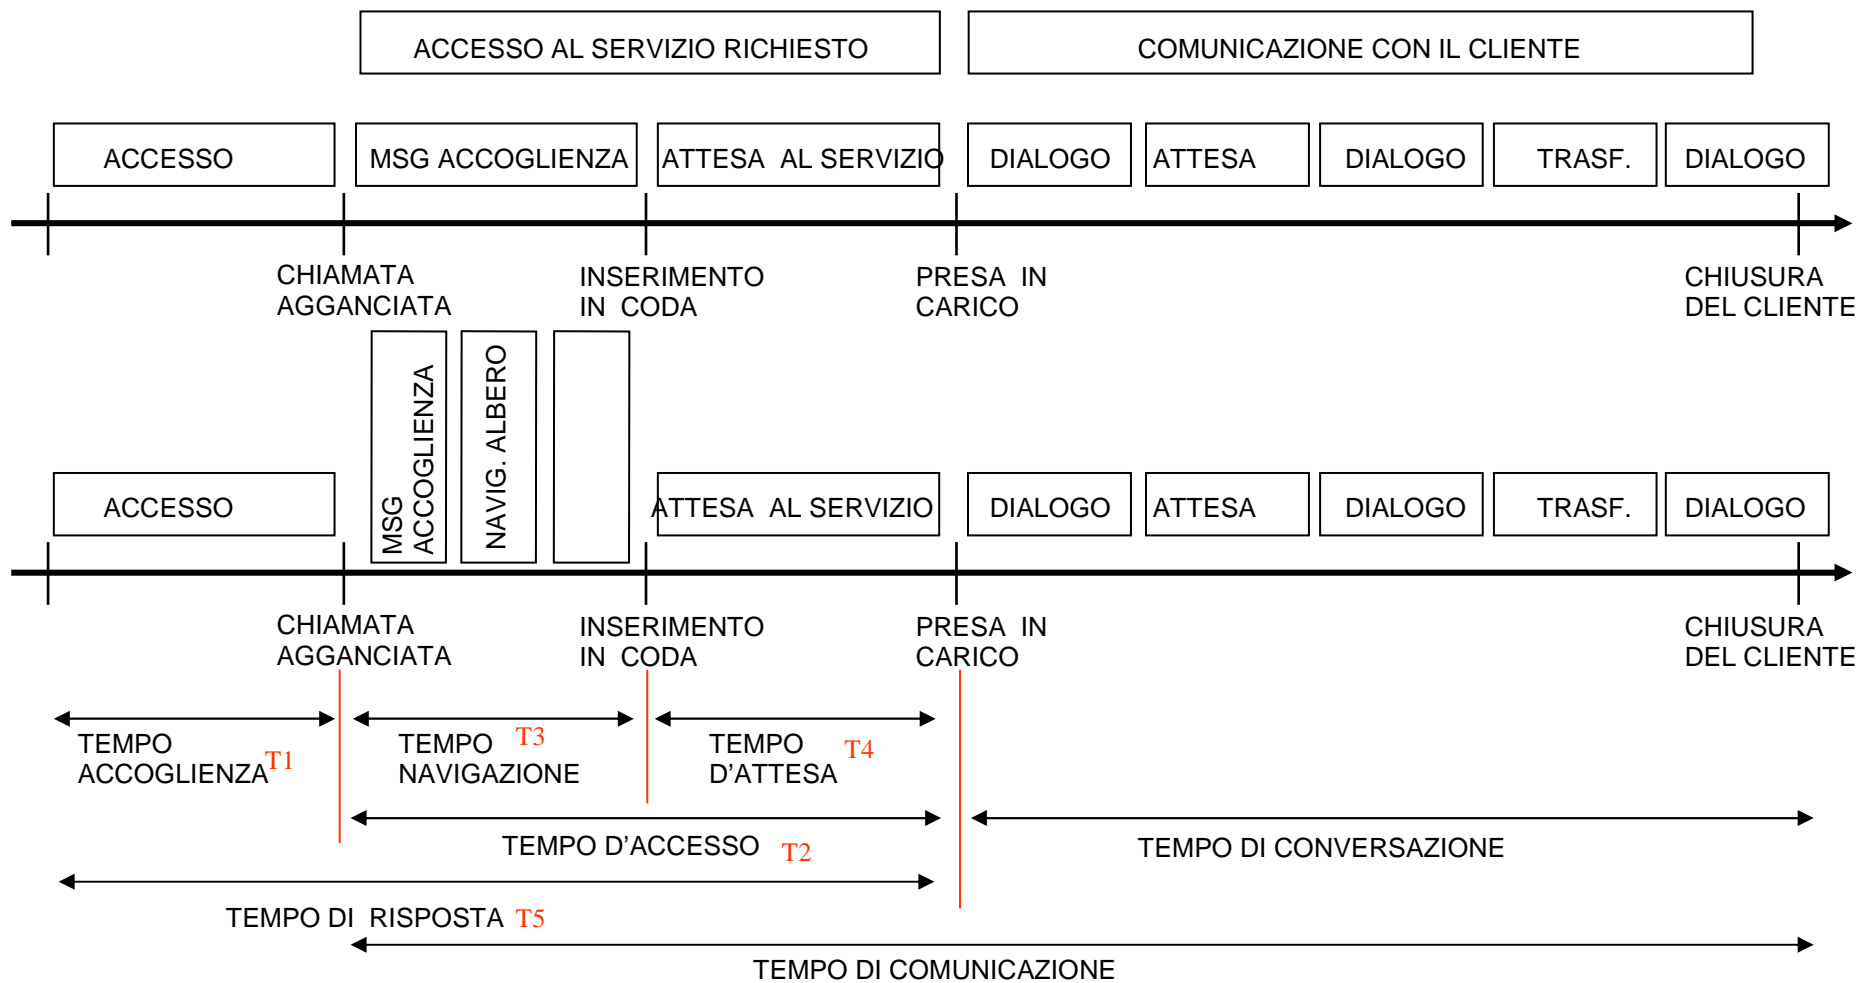 ACCESSO AL SERVIZIO RICHIESTO
COMUNICAZIONE CON IL CLIENTE
ACCESSO
MSG ACCOGLIENZA
ATTESA AL SERVIZIO
DIALOGO
ATTESA
DIALOGO
TRASF.
DIALOGO
CHIAMATA
AGGANCIATA
INSERIMENTO
IN CODA
PRESA IN
CARICO
CHIUSURA
DEL CLIENTE
ACCESSO
MSG
ACCOGLIENZA
NAVIG. ALBERO
ATTESA AL SERVIZIO
DIALOGO
ATTESA
DIALOGO
TRASF.
DIALOGO
CHIAMATA
AGGANCIATA
INSERIMENTO
IN CODA
PRESA IN
CARICO
CHIUSURA
DEL CLIENTE
TEMPO
ACCOGLIENZA T1
TEMPO T3
NAVIGAZIONE
TEMPO T4
D'ATTESA
TEMPO D'ACCESSO T2
TEMPO DI CONVERSAZIONE
TEMPO DI RISPOSTA T5
TEMPO DI COMUNICAZIONE